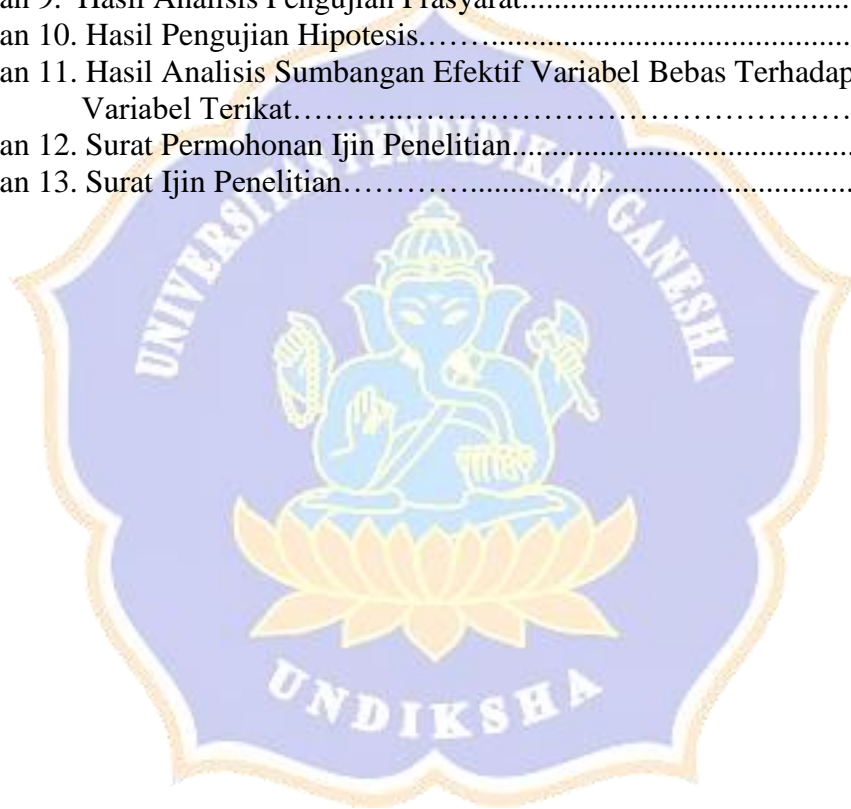 an 9. Hasil Analisis Pengujian Prasyarat....................................
an 10. Hasil Pengujian Hipotesis……..........................................
an 11. Hasil Analisis Sumbangan Efektif Variabel Bebas Terhadap
Variabel Terikat………..……………………………………
an 12. Surat Permohonan Ijin Penelitian.....................................
an 13. Surat Ijin Penelitian…………..........................................
UNIVERSITAS PENDIDIKAN GANESHA
UNDIKSHA